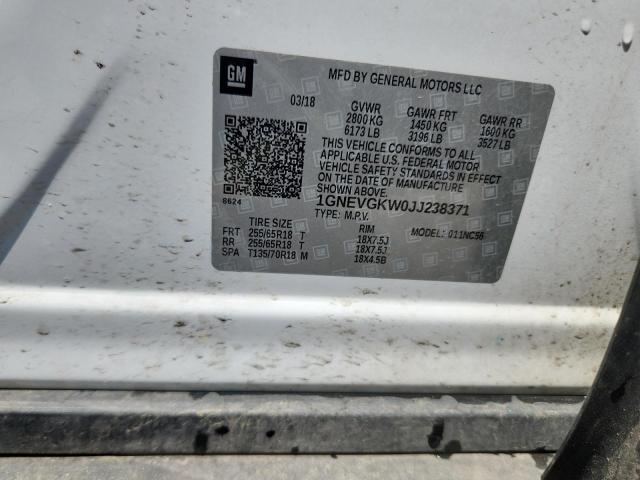 GM
MFD BY GENERAL MOTORS LLC
03/18 GVWR GAWR FRT GAWR RR
2800 KG 1450 KG 1600 KG
6173 LB 3196 LB 3527 LB
THIS VEHICLE CONFORMS TO ALL
APPLICABLE U.S. FEDERAL MOTOR
VEHICLE SAFETY STANDARDS IN EFFECT
ON THE DATE OF MANUFACTURE
SHOWN ABOVE.
8624 1GNEVGKW0JJ238371
TYPE: M.P.V.
TIRE SIZE RIM MODEL: 011NC56
FRT 255/65R18 T 18X7.5J
RR 255/65R18 T 18X7.5J
SPA T135/70R18 M 18X4.5B